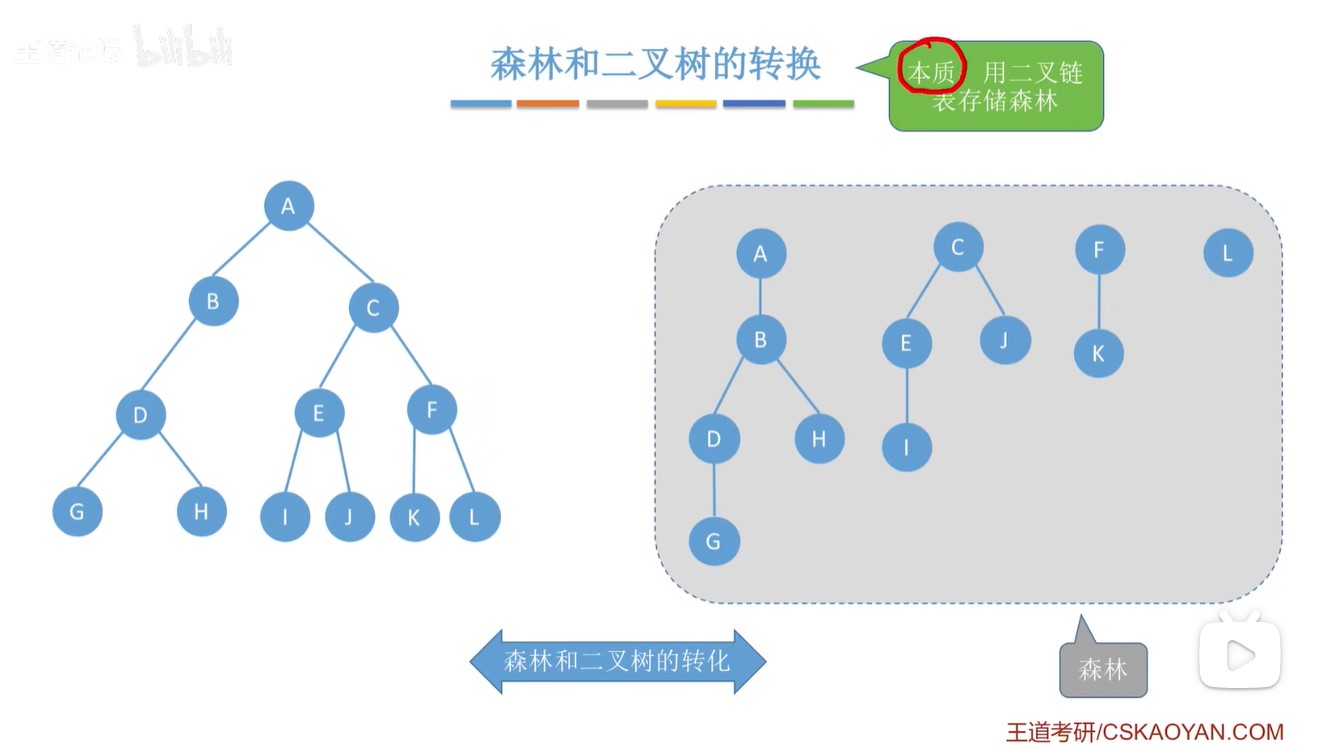 王道论坛 bilibili
森林和二叉树的转换
本质 用二叉链
表存储森林
A
B
C
D
E
F
G
H
I
J
K
L
A
C
F
L
B
E
J
K
D
H
I
G
森林和二叉树的转化
森林
王道考研/CSKAOYAN.COM